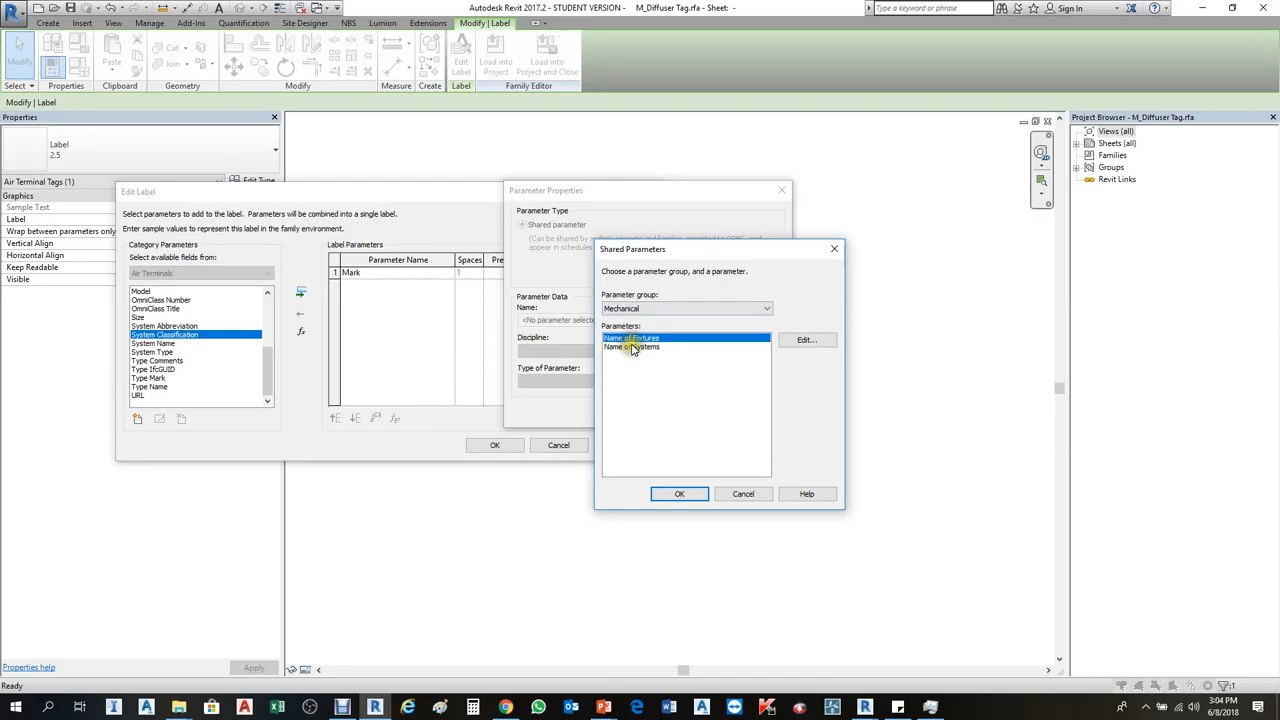 Autodesk Revit 2017.2 - STUDENT VERSION - M_Diffuser Tag.rfa - Sheet: -
Type a keyword or phrase
Sign In
Create Insert View Manage Add-Ins Quantification Site Designer NBS Lumion Extensions Modify | Label
Modify
Paste
Cut
Join
Edit Label
Load into Project
Load into Project and Close
Select Properties Clipboard Geometry Modify Measure Create Label Family Editor
Modify | Label
Properties
Label
2.5
Air Terminal Tags (1)
Edit Type
Graphics
Sample Text
Label
Wrap between parameters only
Vertical Align
Horizontal Align
Keep Readable
Visible
Properties help
Apply
Edit Label
Select parameters to add to the label. Parameters will be combined into a single label.
Enter sample values to represent this label in the family environment.
Category Parameters
Select available fields from:
Air Terminals
Model
OmniClass Number
OmniClass Title
Size
System Abbreviation
System Classification
System Name
System Type
Type Comments
Type IfcGUID
Type Mark
Type Name
URL
Label Parameters
Parameter Name Spaces Pre
1 Mark 1
OK Cancel
Parameter Properties
Parameter Type
Shared parameter
Parameter Data
Name:
<No parameter selecte
Discipline:
Type of Parameter:
Shared Parameters
Choose a parameter group, and a parameter.
Parameter group:
Mechanical
Parameters:
Name of Fixtures
Name of Systems
Edit...
OK Cancel Help
Project Browser - M_Diffuser Tag.rfa
Views (all)
Sheets (all)
Families
Groups
Revit Links
Ready
:1
3:04 PM
6/8/2018